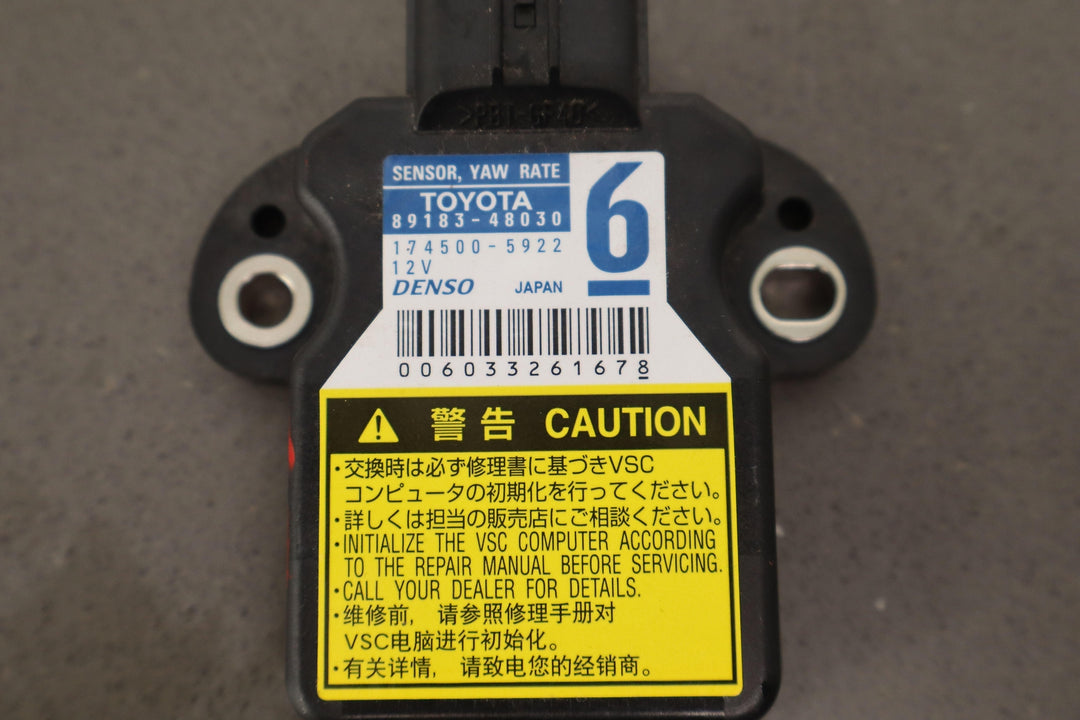 >PBT-GF40<
SENSOR, YAW RATE
TOYOTA
89183-48030
6
174500-5922
12V
DENSO JAPAN
006033261678
警告 CAUTION
・交換時は必ず修理書に基づきVSC
コンピュータの初期化を行ってください。
・詳しくは担当の販売店にご相談ください。
・INITIALIZE THE VSC COMPUTER ACCORDING
TO THE REPAIR MANUAL BEFORE SERVICING.
・CALL YOUR DEALER FOR DETAILS.
・维修前，请参照修理手册对
VSC电脑进行初始化。
・有关详情，请致电您的经销商。